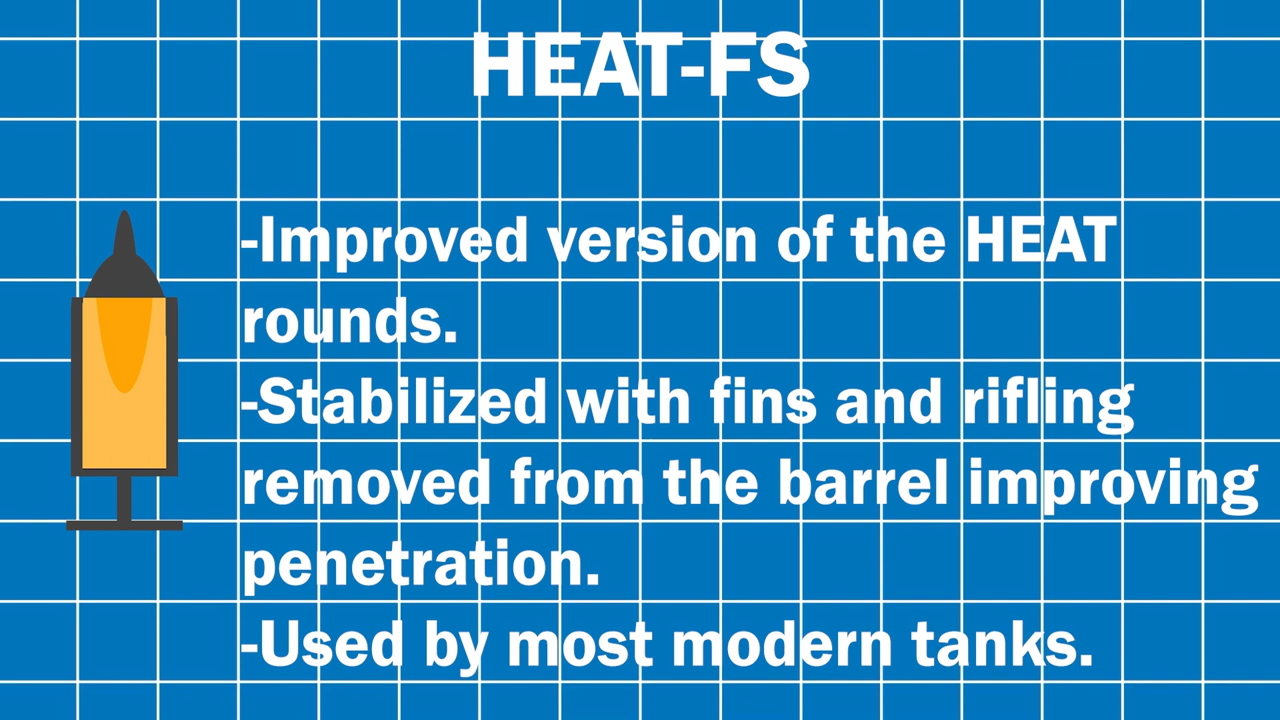 HEAT-FS
-Improved version of the HEAT
rounds.
-Stabilized with fins and rifling
removed from the barrel improving
penetration.
-Used by most modern tanks.